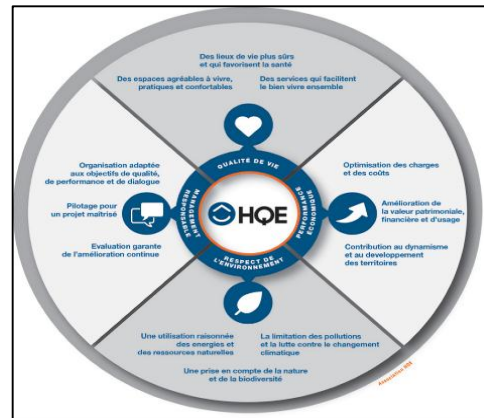 Des lieux de vie plus sûrs
et qui favorisent la santé
Des espaces agréables à vivre,
pratiques et confortables
Des services qui facilitent
le bien vivre ensemble
QUALITÉ DE VIE
Organisation adaptée
aux objectifs de qualité,
de performance et de dialogue
Pilotage pour
un projet maîtrisé
Evaluation garante
de l'amélioration continue
MANAGEMENT
RESPONSABLE
HQE
PERFORMANCE
ÉCONOMIQUE
Optimisation des charges
et des coûts
Amélioration de
la valeur patrimoniale,
financière et d'usage
Contribution au dynamisme
et au developpement
des territoires
RESPECT DE
L'ENVIRONNEMENT
Une utilisation raisonnée
des energies et
des ressources naturelles
La limitation des pollutions
et la lutte contre le changement
climatique
Une prise en compte de la nature
et de la biodiversité
Association